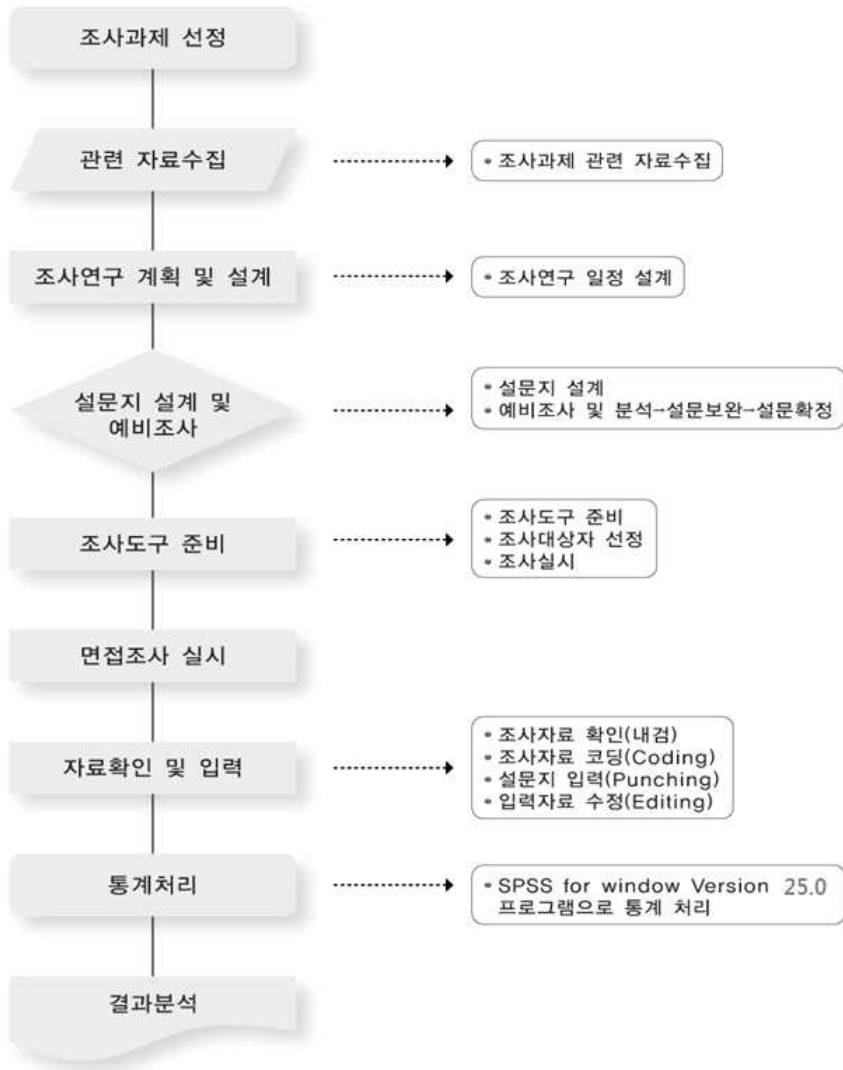 조사과제 선정
관련 자료수집
• 조사과제 관련 자료수집
조사연구 계획 및 설계
• 조사연구 일정 설계
설문지 설계 및
예비조사
• 설문지 설계
• 예비조사 및 분석→설문보완→설문확정
조사도구 준비
• 조사도구 준비
• 조사대상자 선정
• 조사실시
면접조사 실시
자료확인 및 입력
• 조사자료 확인(내검)
• 조사자료 코딩(Coding)
• 설문지 입력(Punching)
• 입력자료 수정(Editing)
통계처리
• SPSS for window Version 25.0
프로그램으로 통계 처리
결과분석